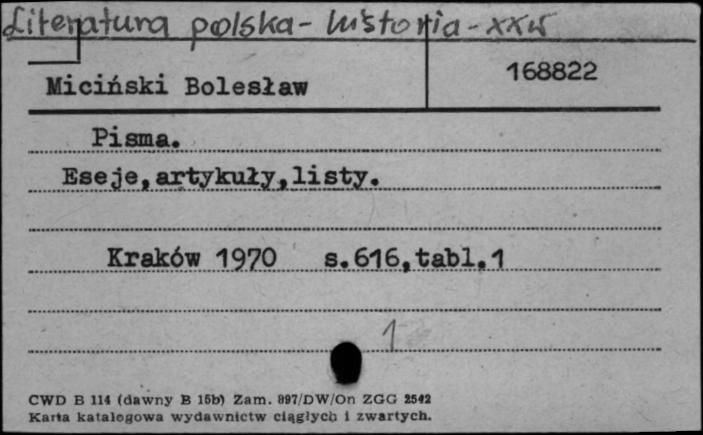 Literatura polska - historia - XXw
Miciński Bolesław
168822
Pisma.
Eseje,artykuły,listy.
Kraków 1970 s.616,tabl.1
1
CWD B 114 (dawny B 15b) Zam. 897/DW/On ZGG 2542
Karta katalogowa wydawnictw ciągłych i zwartych.